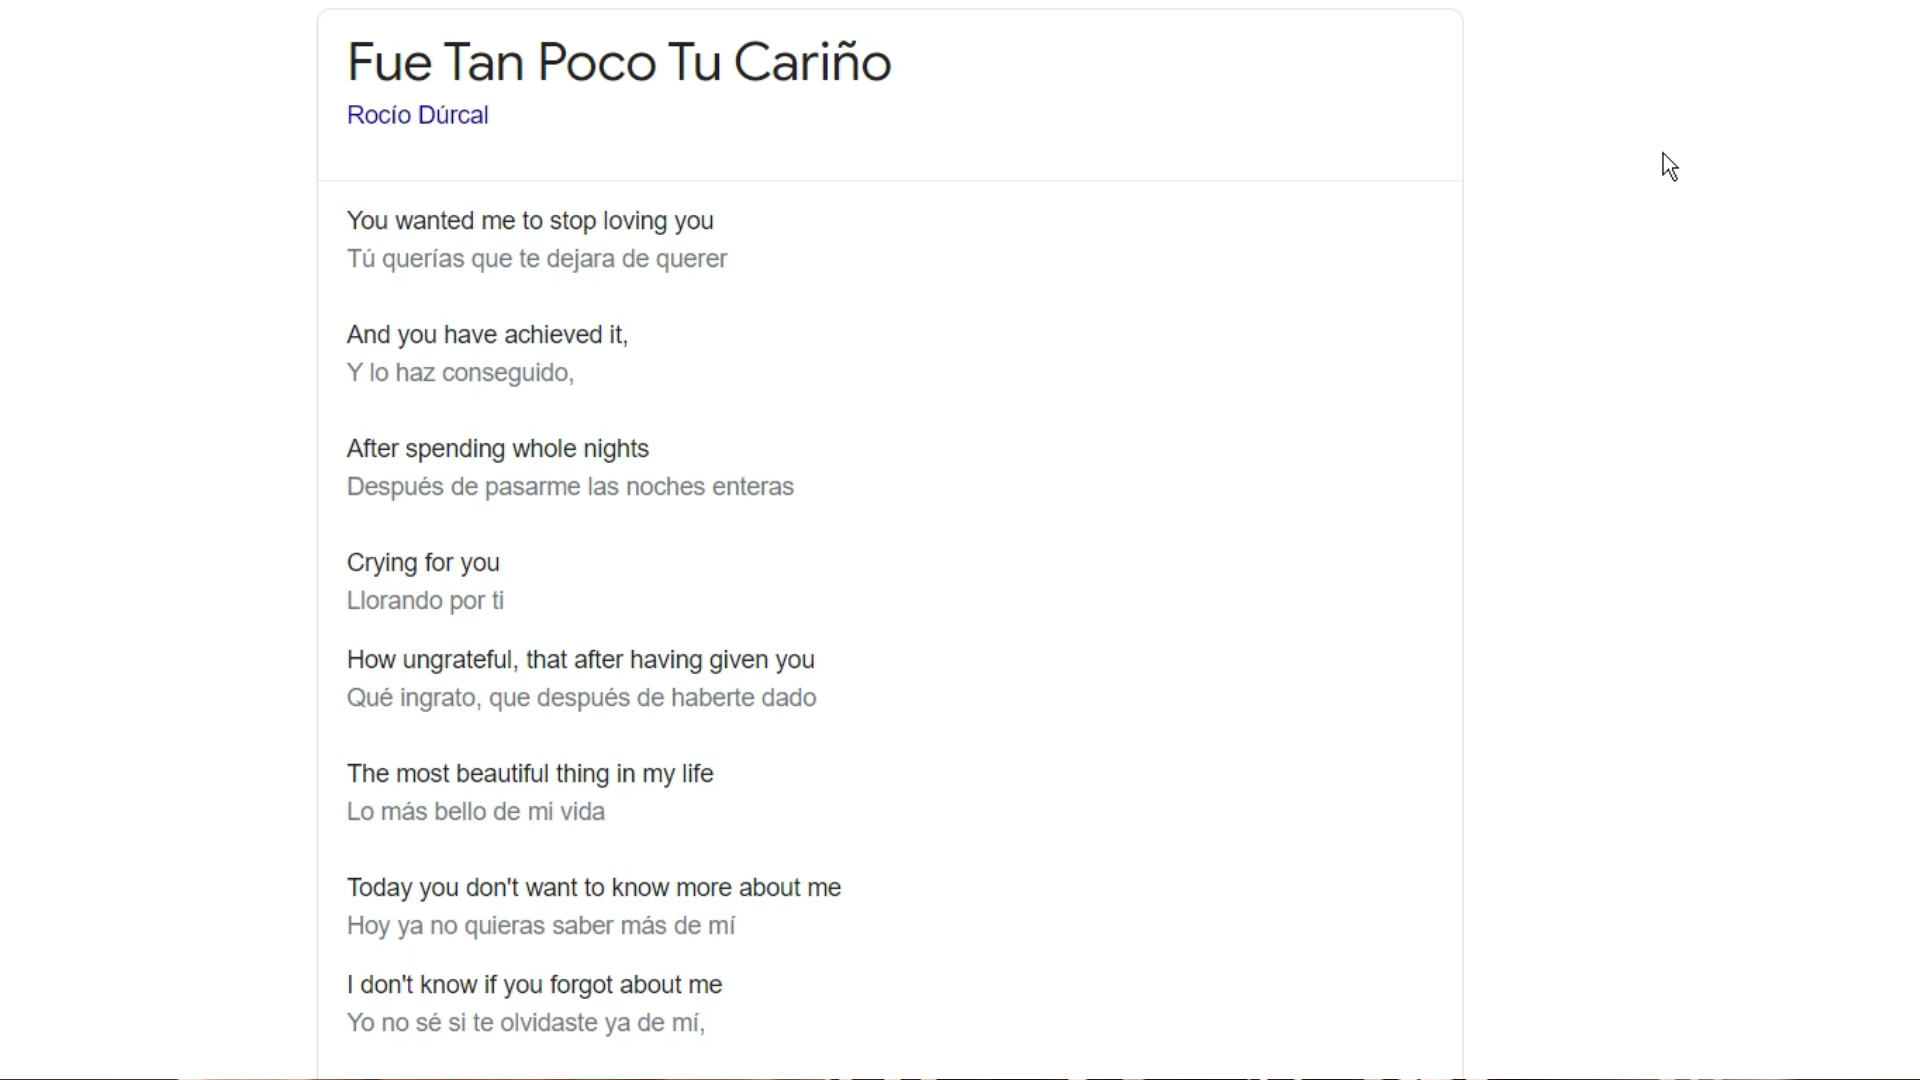 Fue Tan Poco Tu Cariño
Rocío Dúrcal
You wanted me to stop loving you
Tú querías que te dejara de querer
And you have achieved it,
Y lo haz conseguido,
After spending whole nights
Después de pasarme las noches enteras
Crying for you
Llorando por ti
How ungrateful, that after having given you
Qué ingrato, que después de haberte dado
The most beautiful thing in my life
Lo más bello de mi vida
Today you don't want to know more about me
Hoy ya no quieras saber más de mí
I don't know if you forgot about me
Yo no sé si te olvidaste ya de mí,